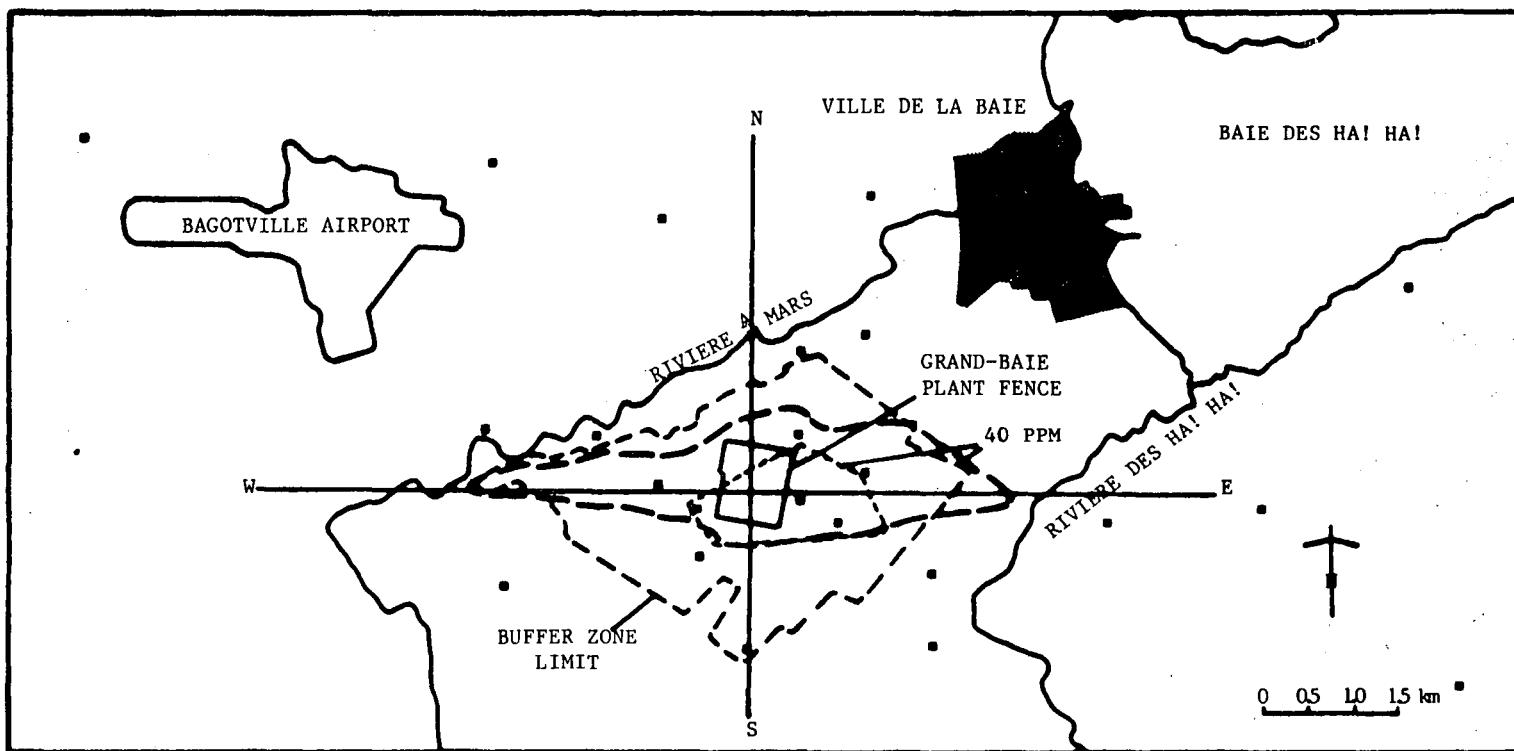 VILLE DE LA BAIE
BAIE DES HA! HA!
N
BAGOTVILLE AIRPORT
RIVIERE A MARS
GRAND-BAIE
PLANT FENCE
40 PPM
RIVIERE DES HA! HA!
W
E
BUFFER ZONE
LIMIT
S
0 0.5 1.0 1.5 km